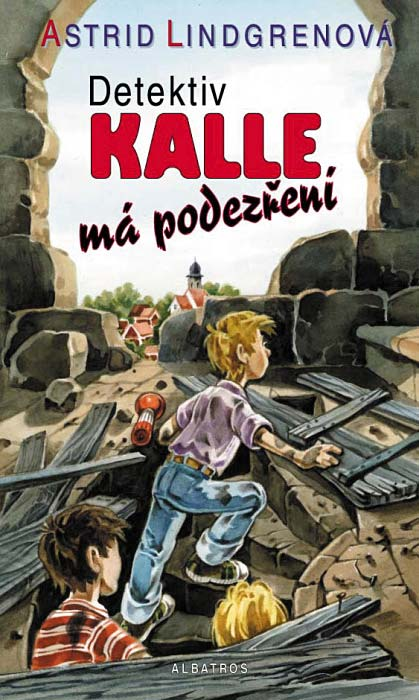 ASTRID LINDGRENOVÁ
Detektiv
KALLE
má podezření
ALBATROS